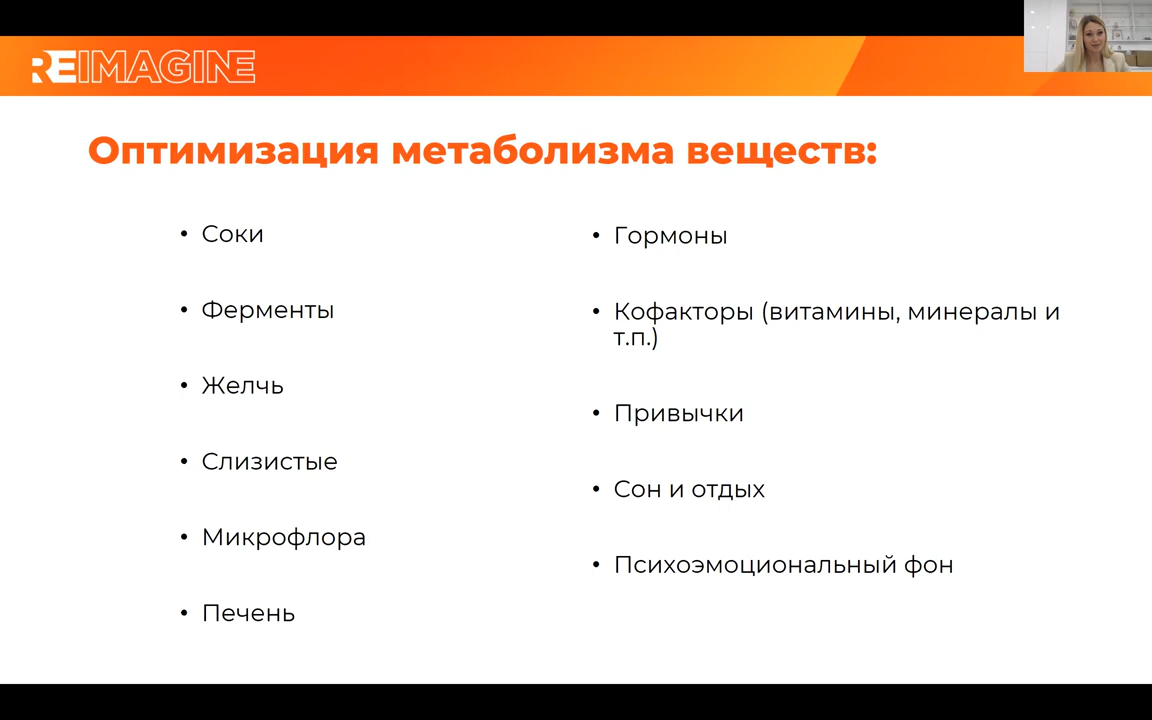 REIMAGINE
Оптимизация метаболизма веществ:
• Соки
• Ферменты
• Желчь
• Слизистые
• Микрофлора
• Печень
• Гормоны
• Кофакторы (витамины, минералы и
т.п.)
• Привычки
• Сон и отдых
• Психоэмоциональный фон